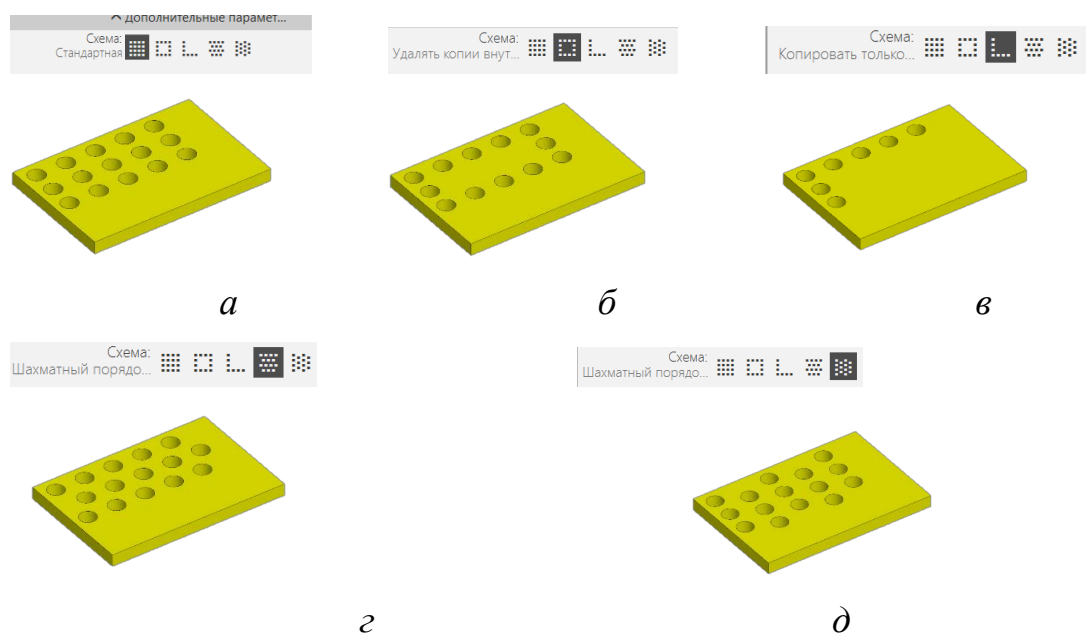 ^ Дополнительные парамет...
Схема:
Стандартная
Схема:
Удалять копии внут...
Схема:
Копировать только...
а
б
в
Схема:
Шахматный порядо...
Схема:
Шахматный порядо...
г
д